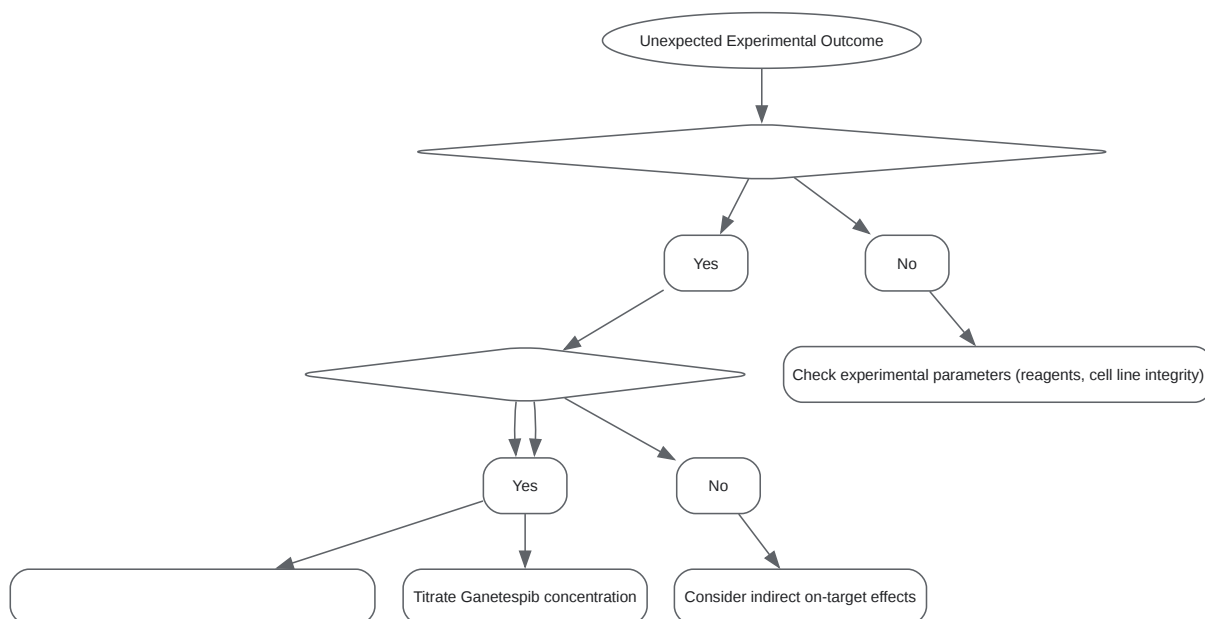 Unexpected Experimental Outcome
Yes
No
Check experimental parameters (reagents, cell line integrity)
Yes
No
Titrate Ganetespib concentration
Consider indirect on-target effects